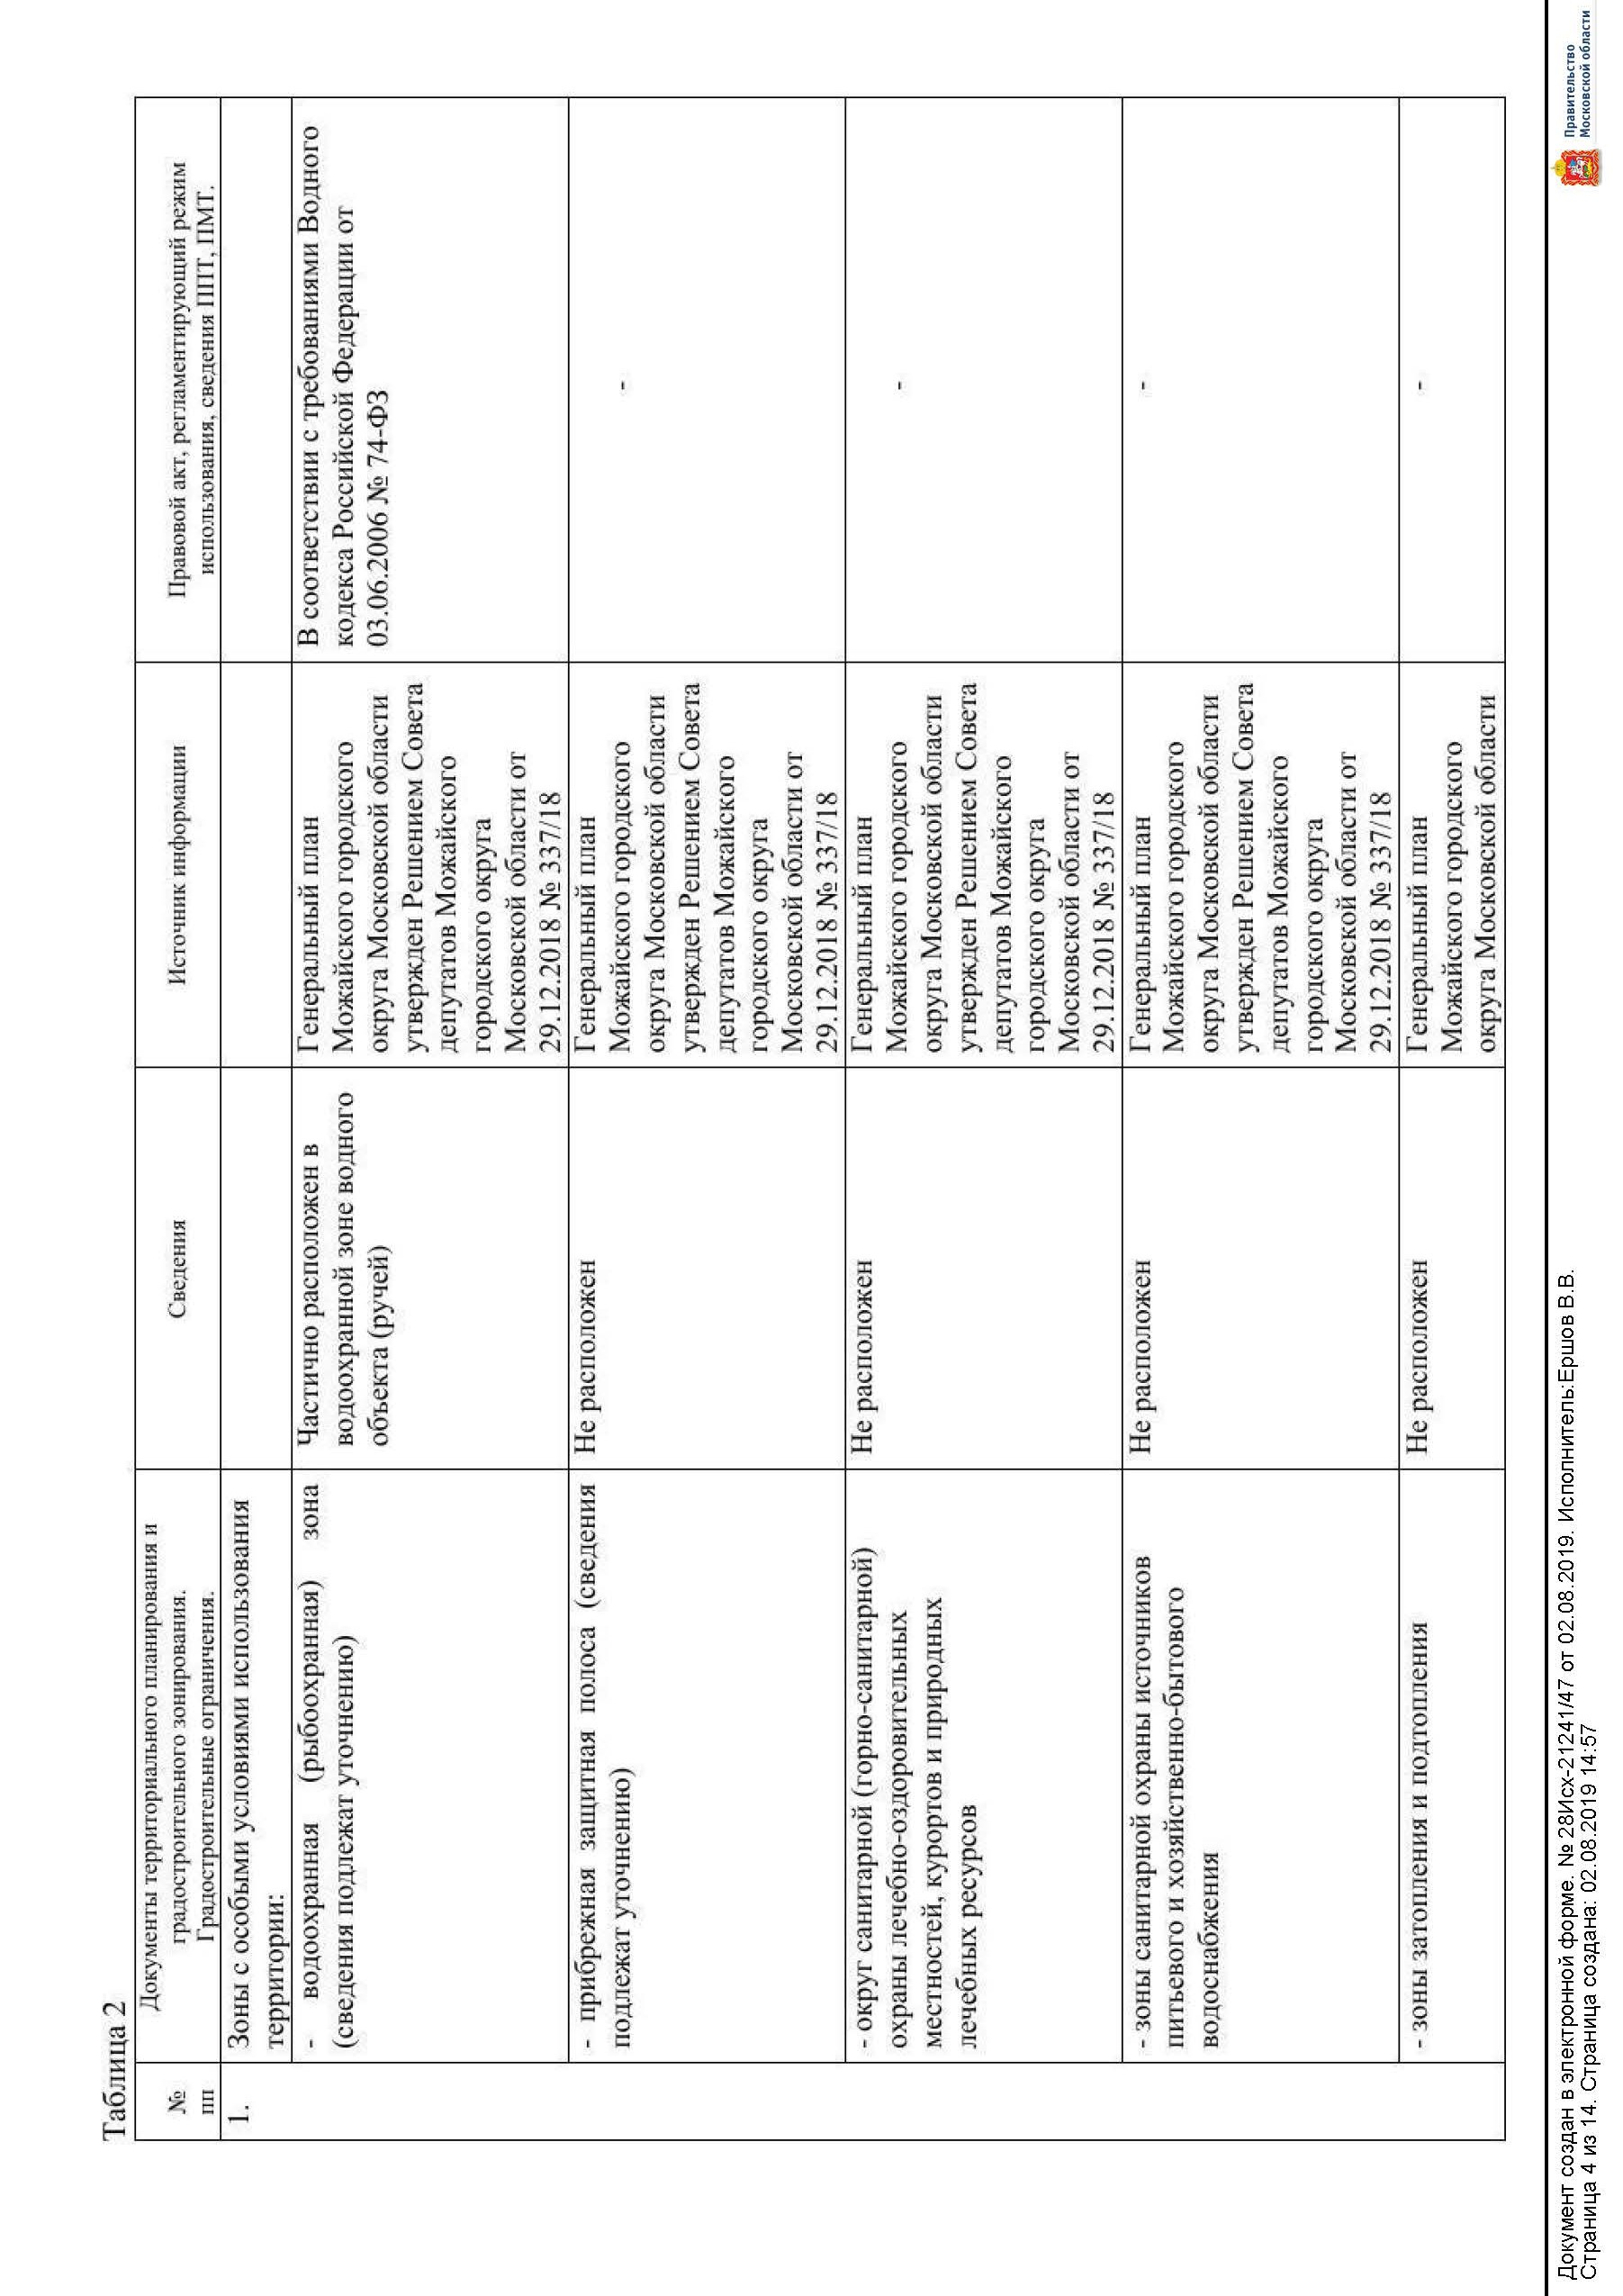 Таблица 2
№
пп
Документы территориального планирования и
градостроительного зонирования.
Градостроительные ограничения.
Сведения
Источник информации
Правовой акт, регламентирующий режим
использования, сведения ППТ, ПМТ.
1.
Зоны с особыми условиями использования
территории:
- водоохранная (рыбоохранная) зона
(сведения подлежат уточнению)
Частично расположен в
водоохранной зоне водного
объекта (ручей)
Генеральный план
Можайского городского
округа Московской области
утвержден Решением Совета
депутатов Можайского
городского округа
Московской области от
29.12.2018 № 337/18
В соответствии с требованиями Водного
кодекса Российской Федерации от
03.06.2006 № 74-ФЗ
- прибрежная защитная полоса (сведения
подлежат уточнению)
Не расположен
Генеральный план
Можайского городского
округа Московской области
утвержден Решением Совета
депутатов Можайского
городского округа
Московской области от
29.12.2018 № 337/18
-
- округ санитарной (горно-санитарной)
охраны лечебно-оздоровительных
местностей, курортов и природных
лечебных ресурсов
Не расположен
Генеральный план
Можайского городского
округа Московской области
утвержден Решением Совета
депутатов Можайского
городского округа
Московской области от
29.12.2018 № 337/18
-
- зоны санитарной охраны источников
питьевого и хозяйственно-бытового
водоснабжения
Не расположен
Генеральный план
Можайского городского
округа Московской области
утвержден Решением Совета
депутатов Можайского
городского округа
Московской области от
29.12.2018 № 337/18
-
- зоны затопления и подтопления
Не расположен
Генеральный план
Можайского городского
округа Московской области
-
Документ создан в электронной форме. № 28Исх-21241/47 от 02.08.2019. Исполнитель:Ершов В.В.
Страница 4 из 14. Страница создана: 02.08.2019 14:57
Правительство
Московской области